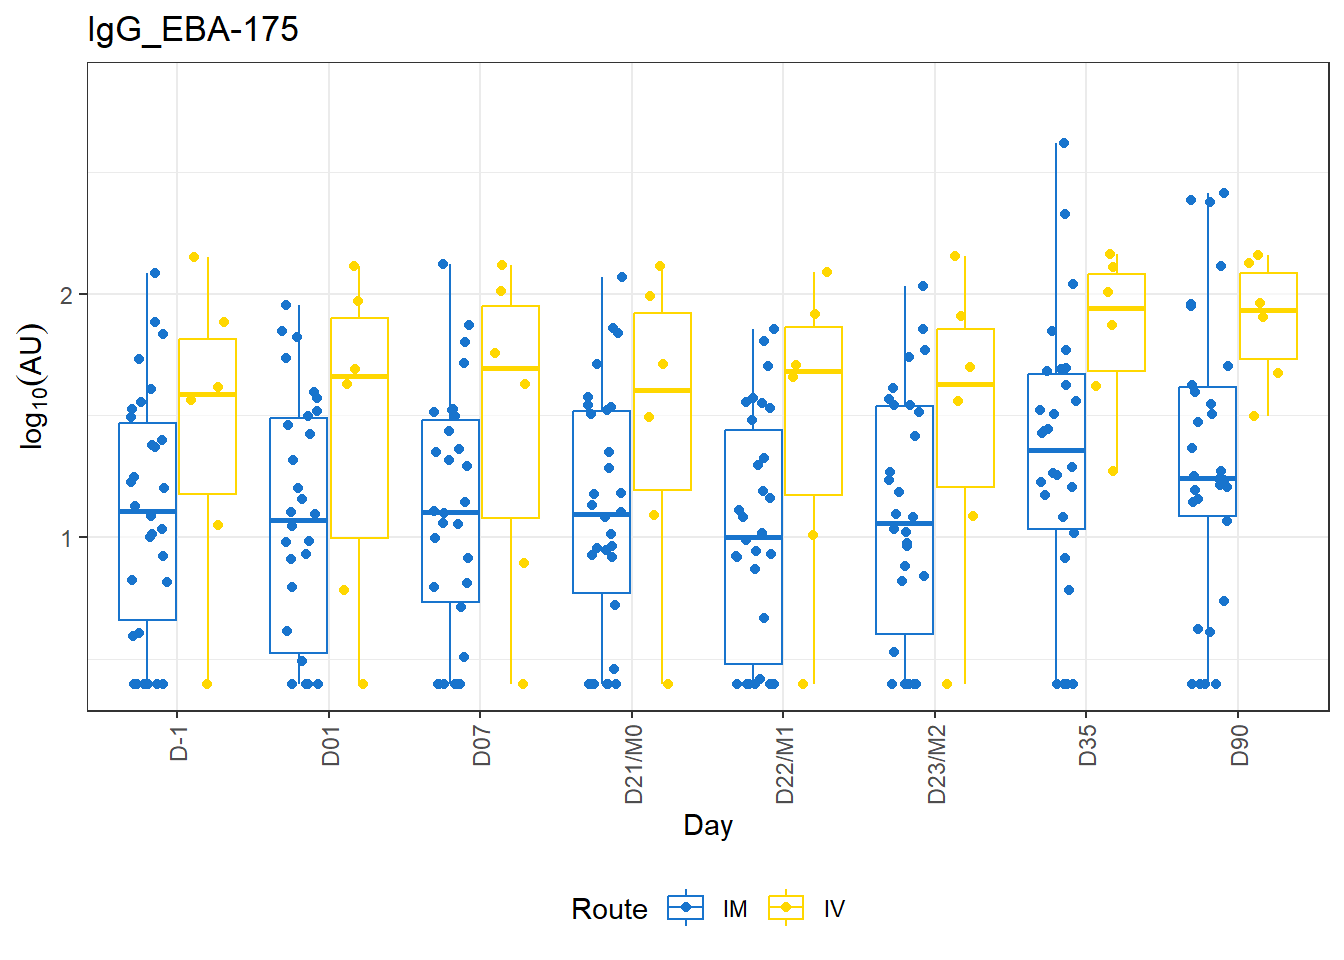 IgG_EBA-175
log10(AU)
2
1
D-1
D01
D07
D21/M0
D22/M1
D23/M2
D35
D90
Day
Route IM IV